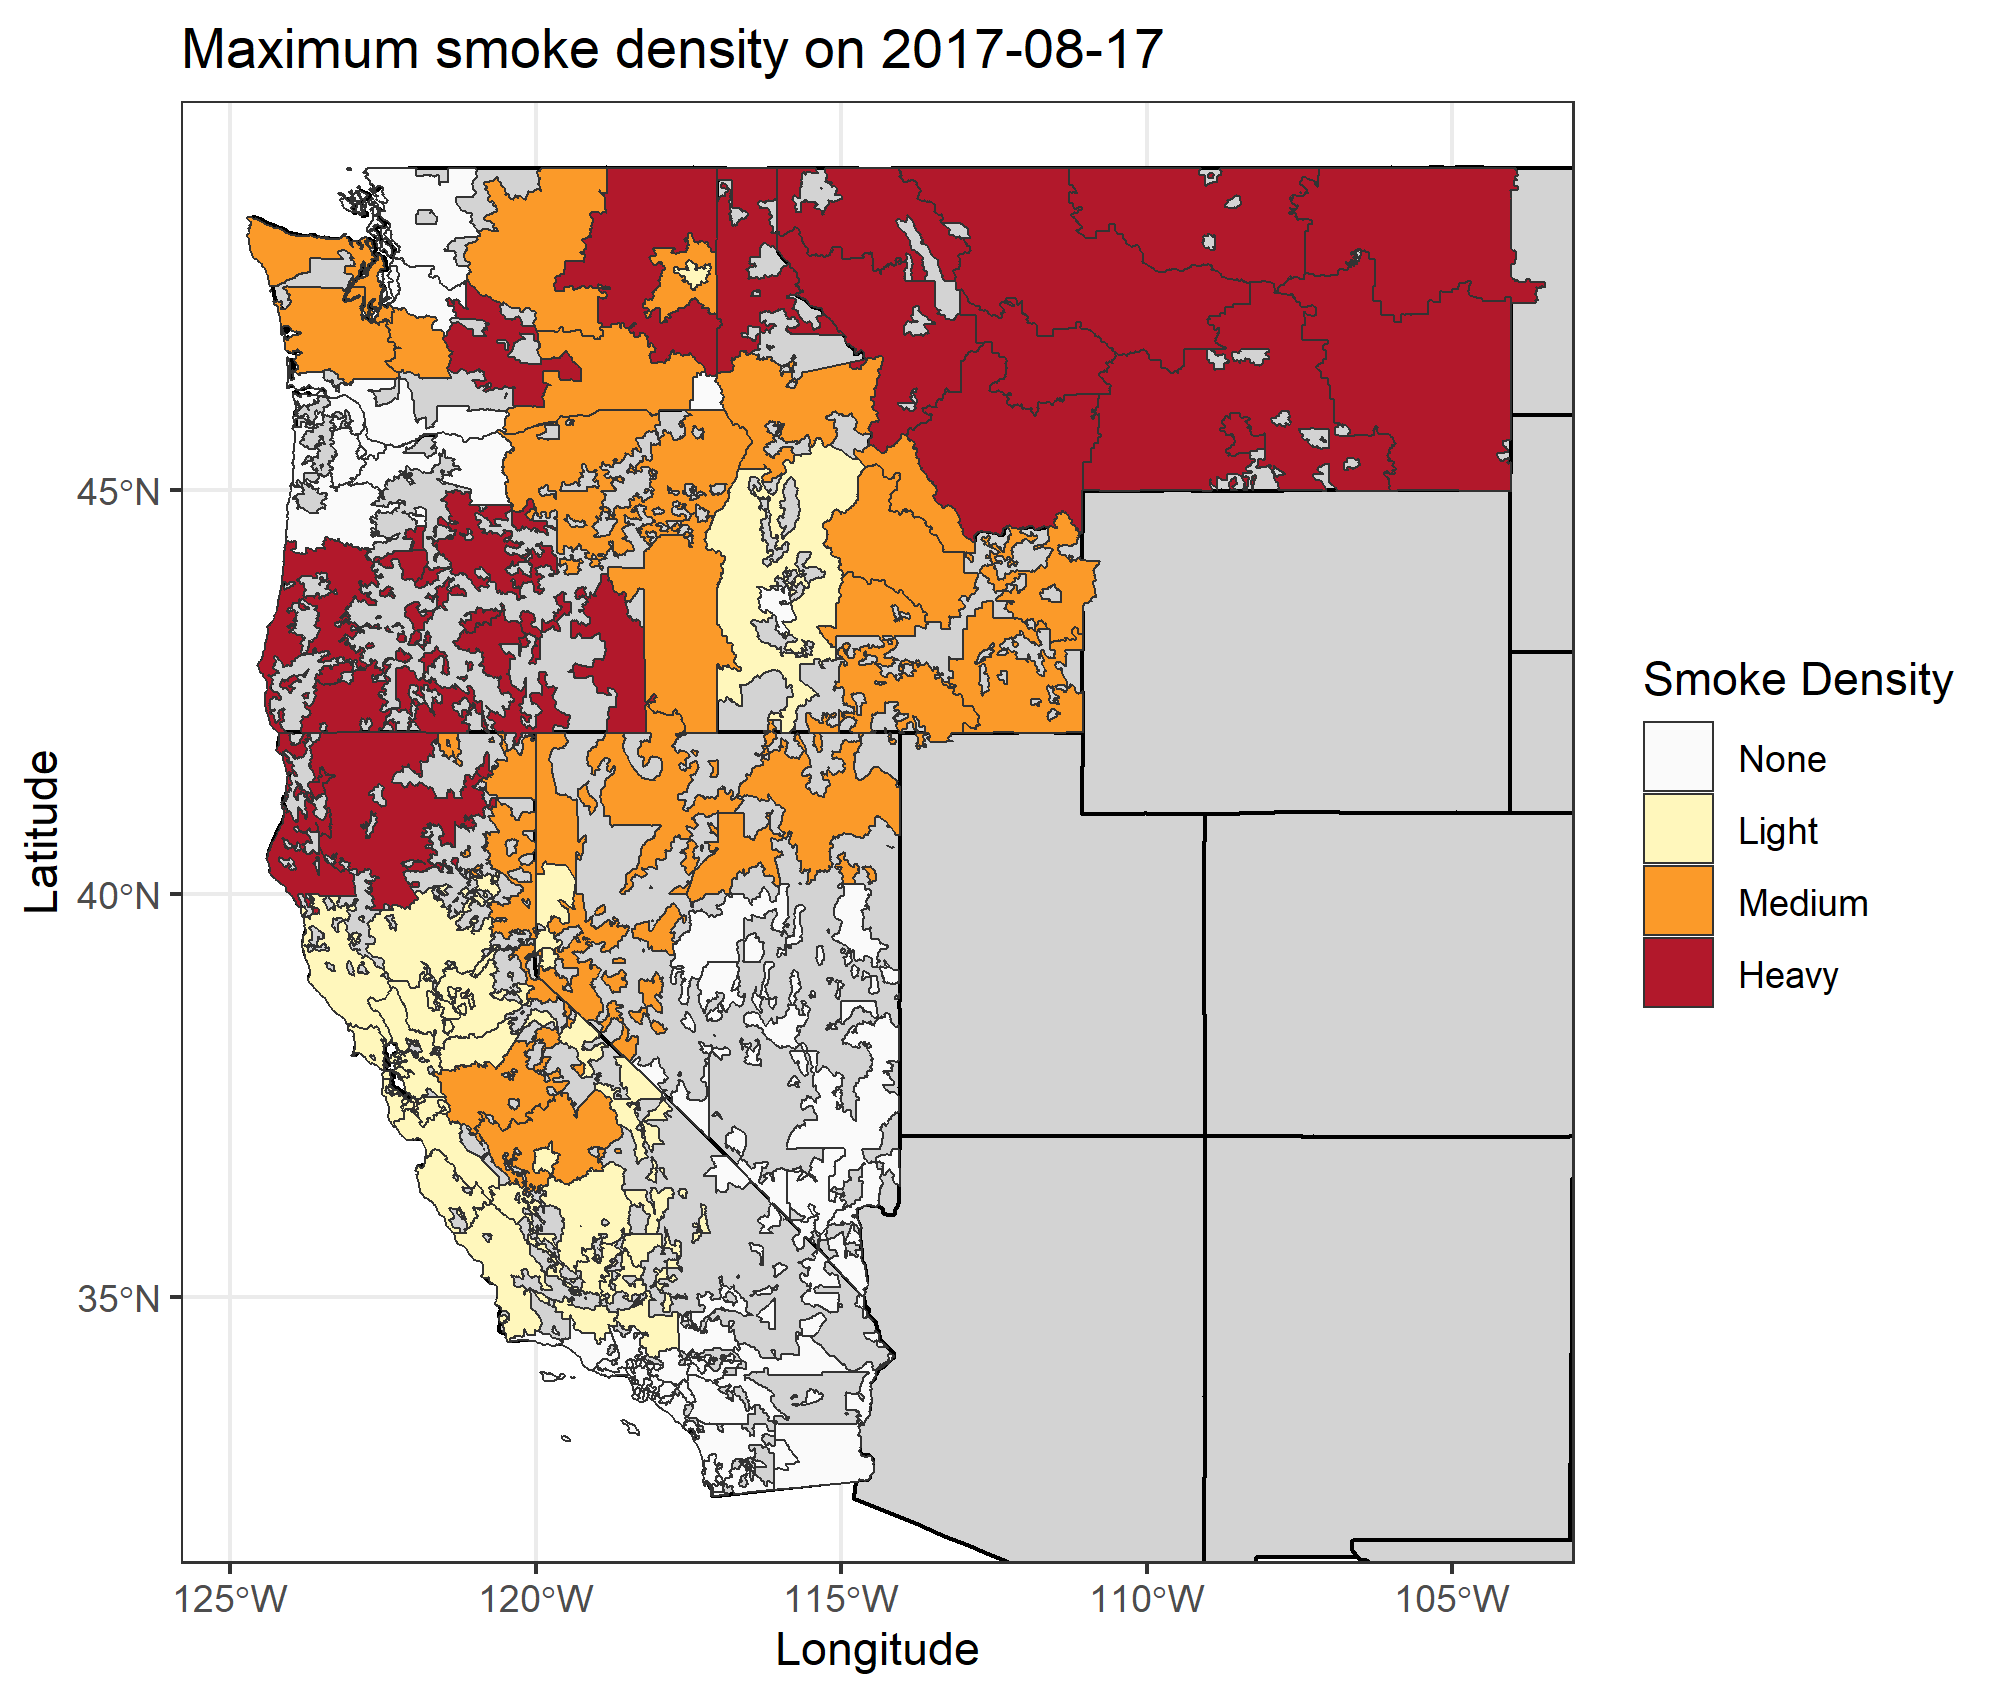 Maximum smoke density on 2017-08-17
45°N
40°N
35°N
Latitude
125°W
120°W
115°W
110°W
105°W
Longitude
Smoke Density
None
Light
Medium
Heavy